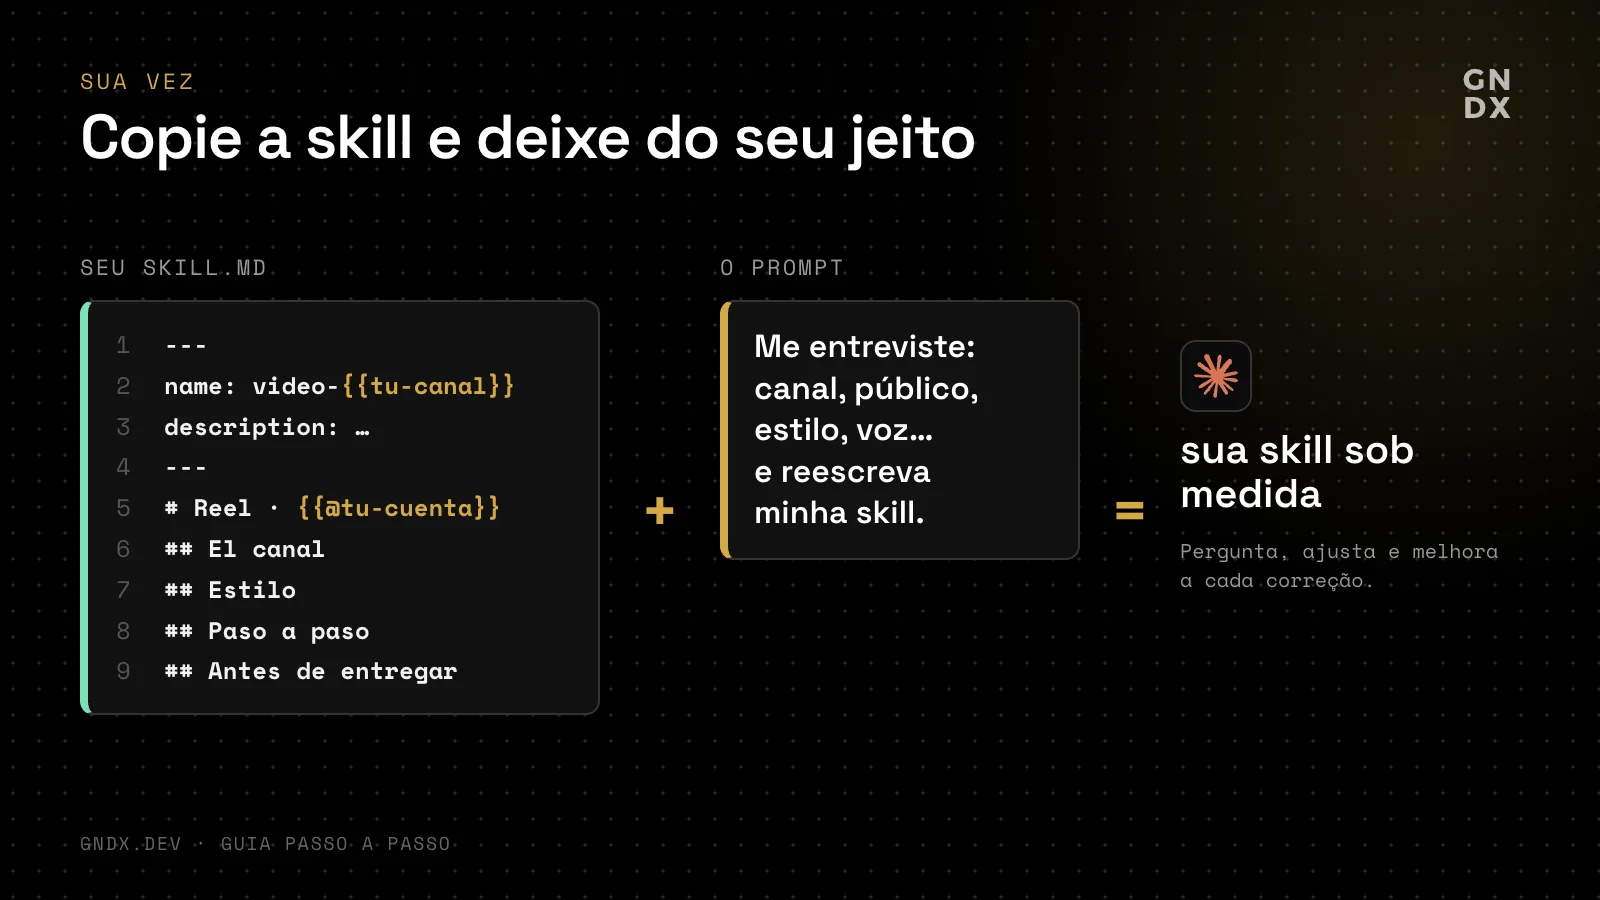 SUA VEZ
Copie a skill e deixe do seu jeito
GN
DX
SEU SKILL.MD
1 ---
2 name: video-{{tu-canal}}
3 description: …
4 ---
5 # Reel · {{@tu-cuenta}}
6 ## El canal
7 ## Estilo
8 ## Paso a paso
9 ## Antes de entregar
+
O PROMPT
Me entreviste:
canal, público,
estilo, voz...
e reescreva
minha skill.
=
sua skill sob
medida
Pergunta, ajusta e melhora
a cada correção.
GNDX.DEV · GUIA PASSO A PASSO